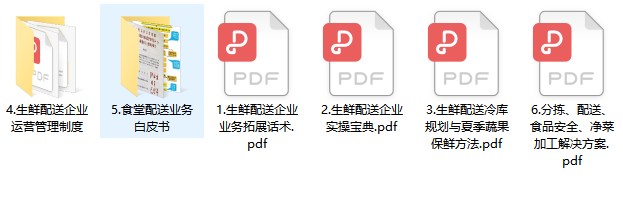 4.生鲜配送企业
运营管理制度
5.食堂配送业务
白皮书
PDF
1.生鲜配送企业
业务拓展话术.
pdf
PDF
2.生鲜配送企业
实操宝典.pdf
PDF
3.生鲜配送冷库
规划与夏季蔬果
保鲜方法.pdf
PDF
6.分拣、配送、
食品安全、净菜
加工解决方案.
pdf